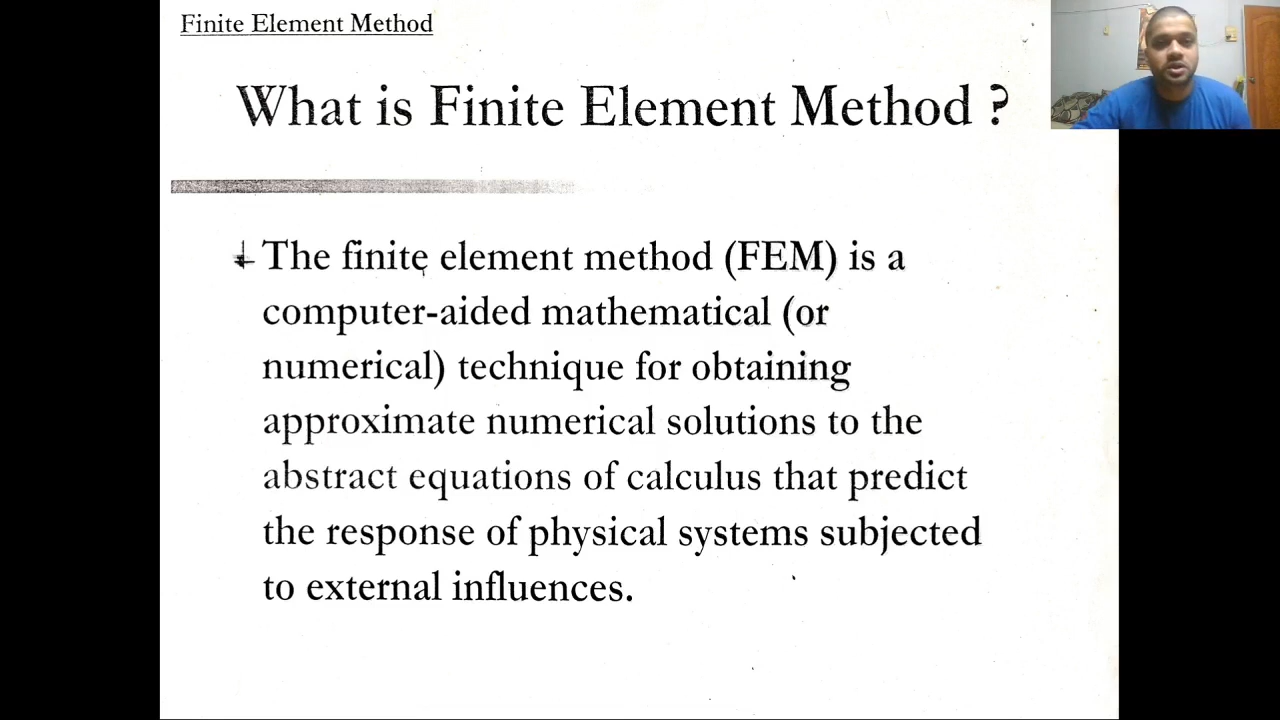 Finite Element Method
What is Finite Element Method ?
The finite element method (FEM) is a
computer-aided mathematical (or
numerical) technique for obtaining
approximate numerical solutions to the
abstract equations of calculus that predict
the response of physical systems subjected
to external influences.